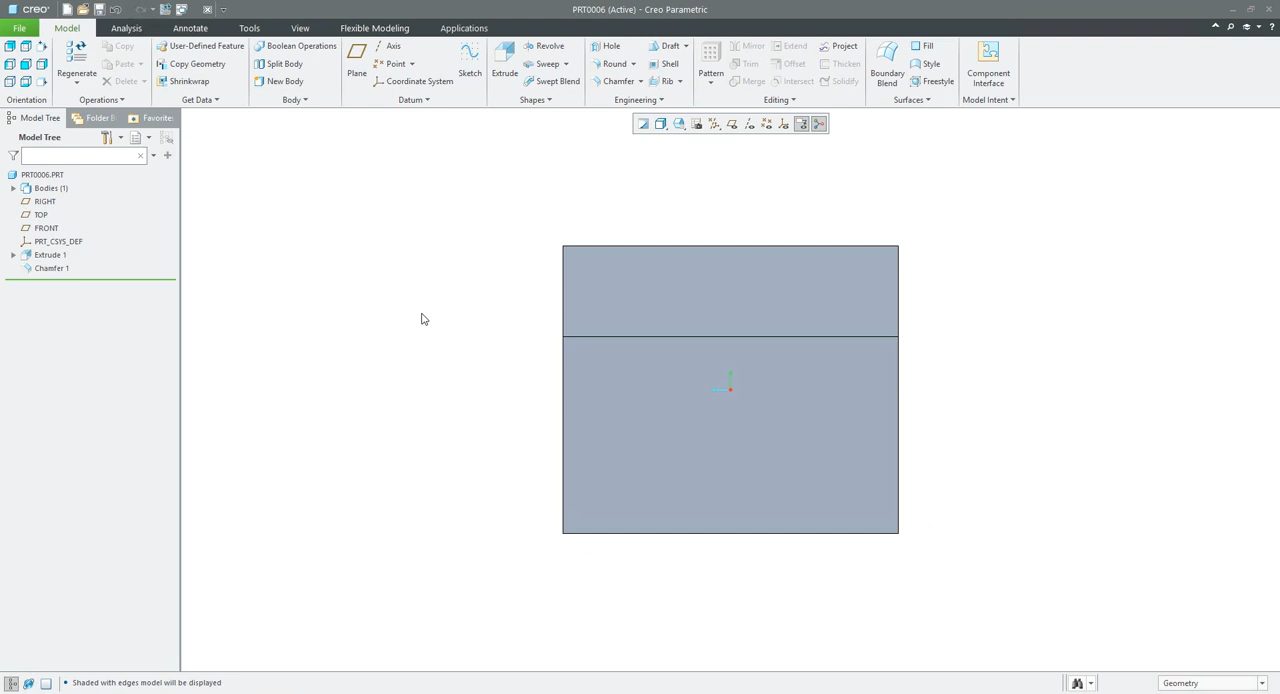 creo
PRT0006 (Active) - Creo Parametric
File
Model
Analysis
Annotate
Tools
View
Flexible Modeling
Applications
Regenerate
Copy
Paste
Delete
User-Defined Feature
Copy Geometry
Shrinkwrap
Boolean Operations
Split Body
New Body
Plane
Axis
Point
Coordinate System
Sketch
Extrude
Revolve
Sweep
Swept Blend
Hole
Round
Chamfer
Draft
Shell
Rib
Pattern
Mirror
Trim
Merge
Extend
Offset
Intersect
Project
Thicken
Solidify
Boundary
Blend
Fill
Style
Freestyle
Component
Interface
Orientation
Operations
Get Data
Body
Datum
Shapes
Engineering
Editing
Surfaces
Model Intent
Model Tree
Folder B
Favorite
Model Tree
PRT0006.PRT
Bodies (1)
RIGHT
TOP
FRONT
PRT_CSYS_DEF
Extrude 1
Chamfer 1
• Shaded with edges model will be displayed
Geometry